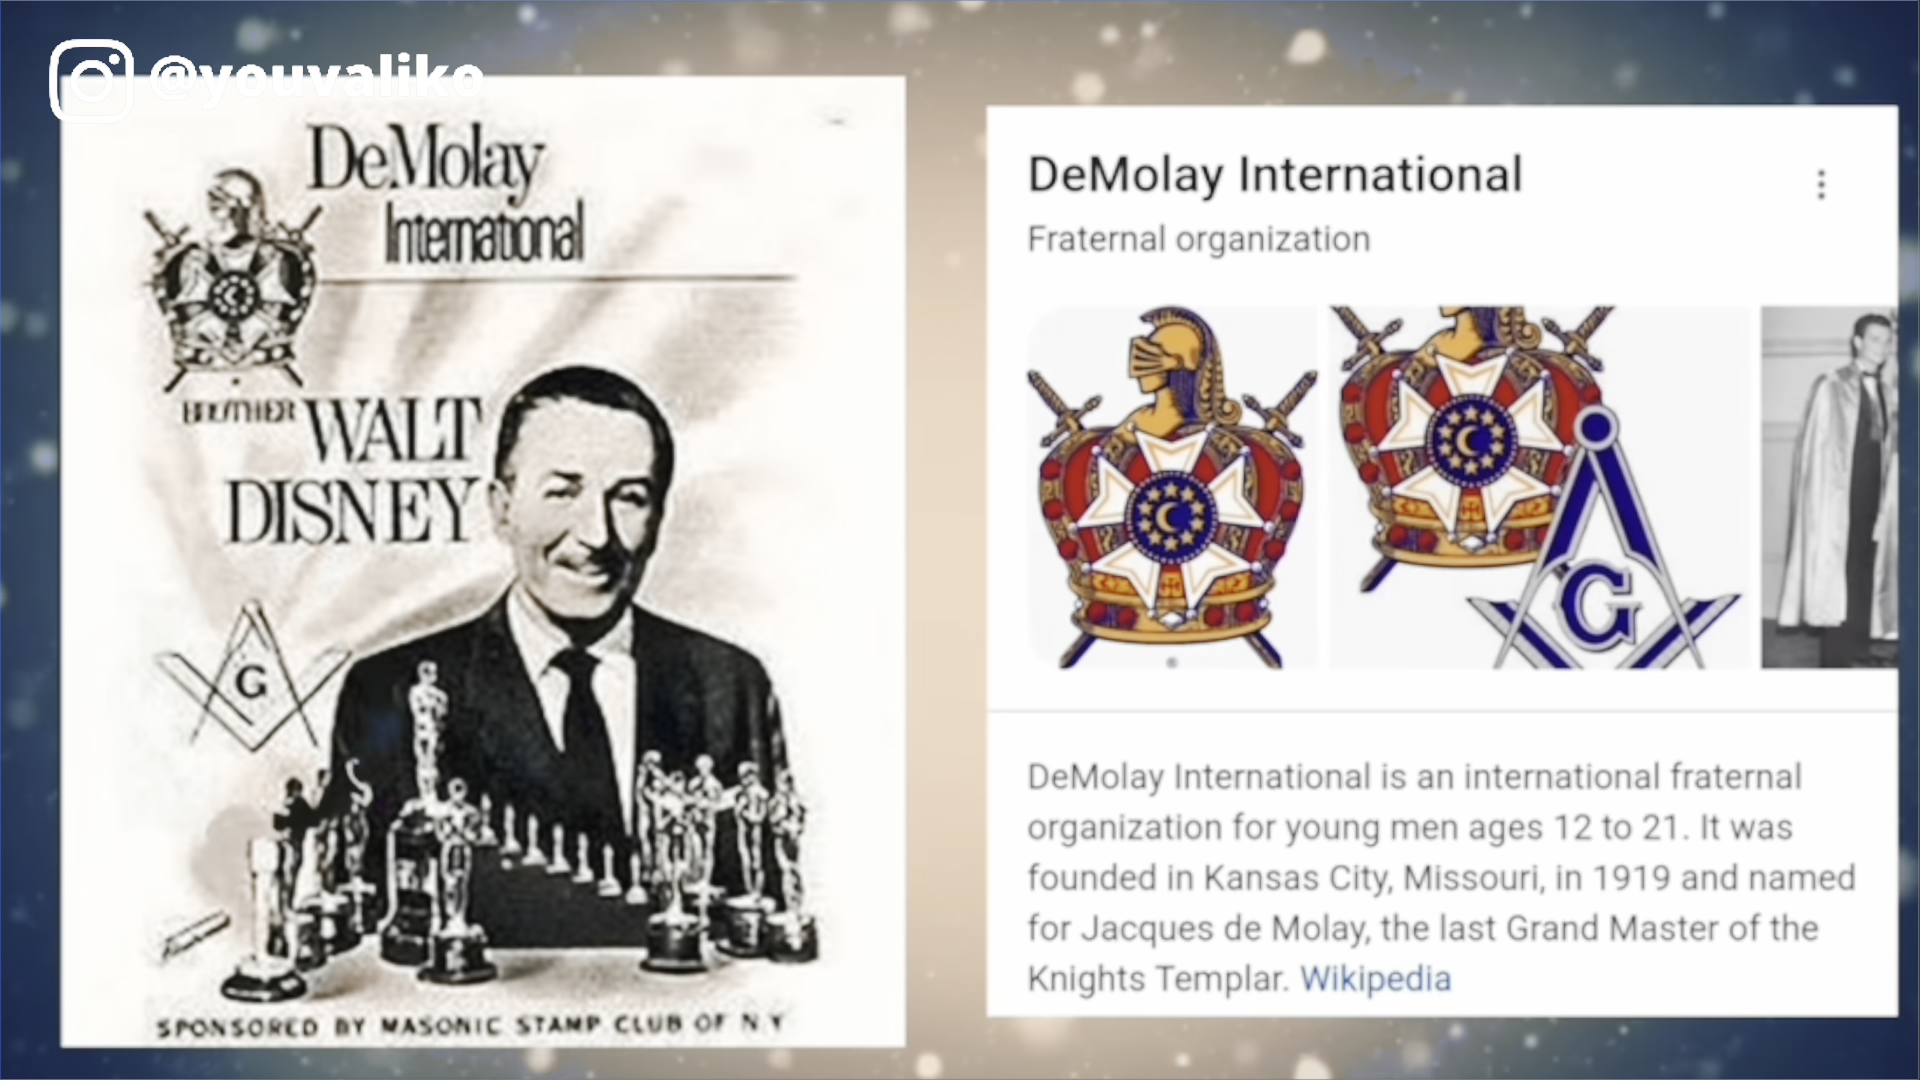 @youvaliko
DeMolay
International
BROTHER WALT
DISNEY
G
SPONSORED BY MASONIC STAMP CLUB OF N.Y
DeMolay International
Fraternal organization
G
DeMolay International is an international fraternal
organization for young men ages 12 to 21. It was
founded in Kansas City, Missouri, in 1919 and named
for Jacques de Molay, the last Grand Master of the
Knights Templar. Wikipedia